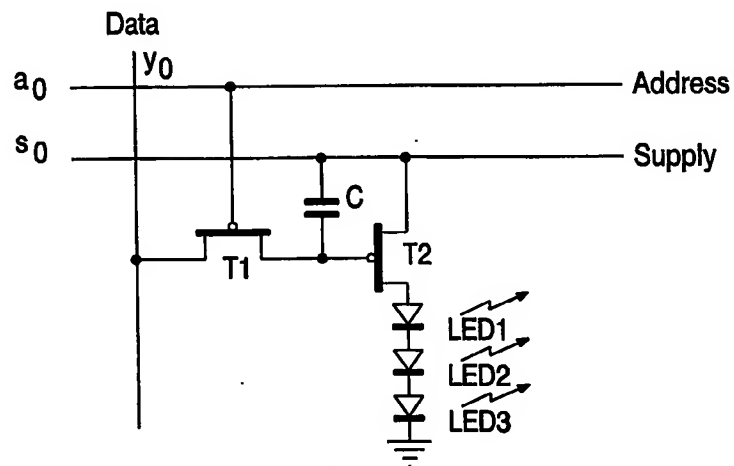 Data
y0
a0
Address
s0
Supply
C
T1
T2
LED1
LED2
LED3